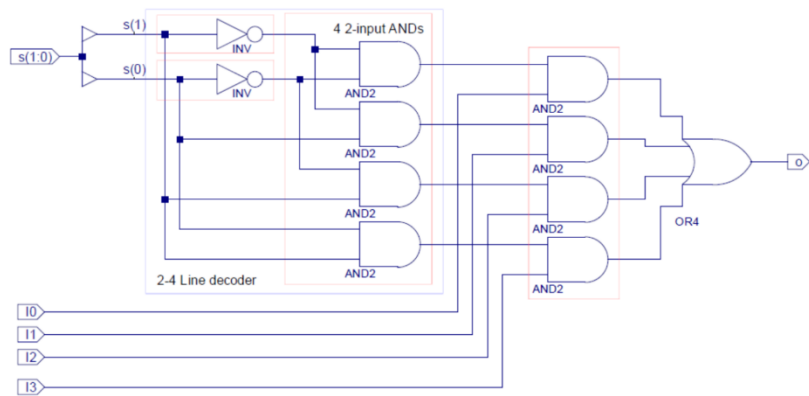 4 2-input ANDs
s(1)
INV
s(1:0)
s(0)
INV
AND2
AND2
AND2
AND2
AND2
AND2
AND2
AND2
OR4
o
2-4 Line decoder
I0
I1
I2
I3